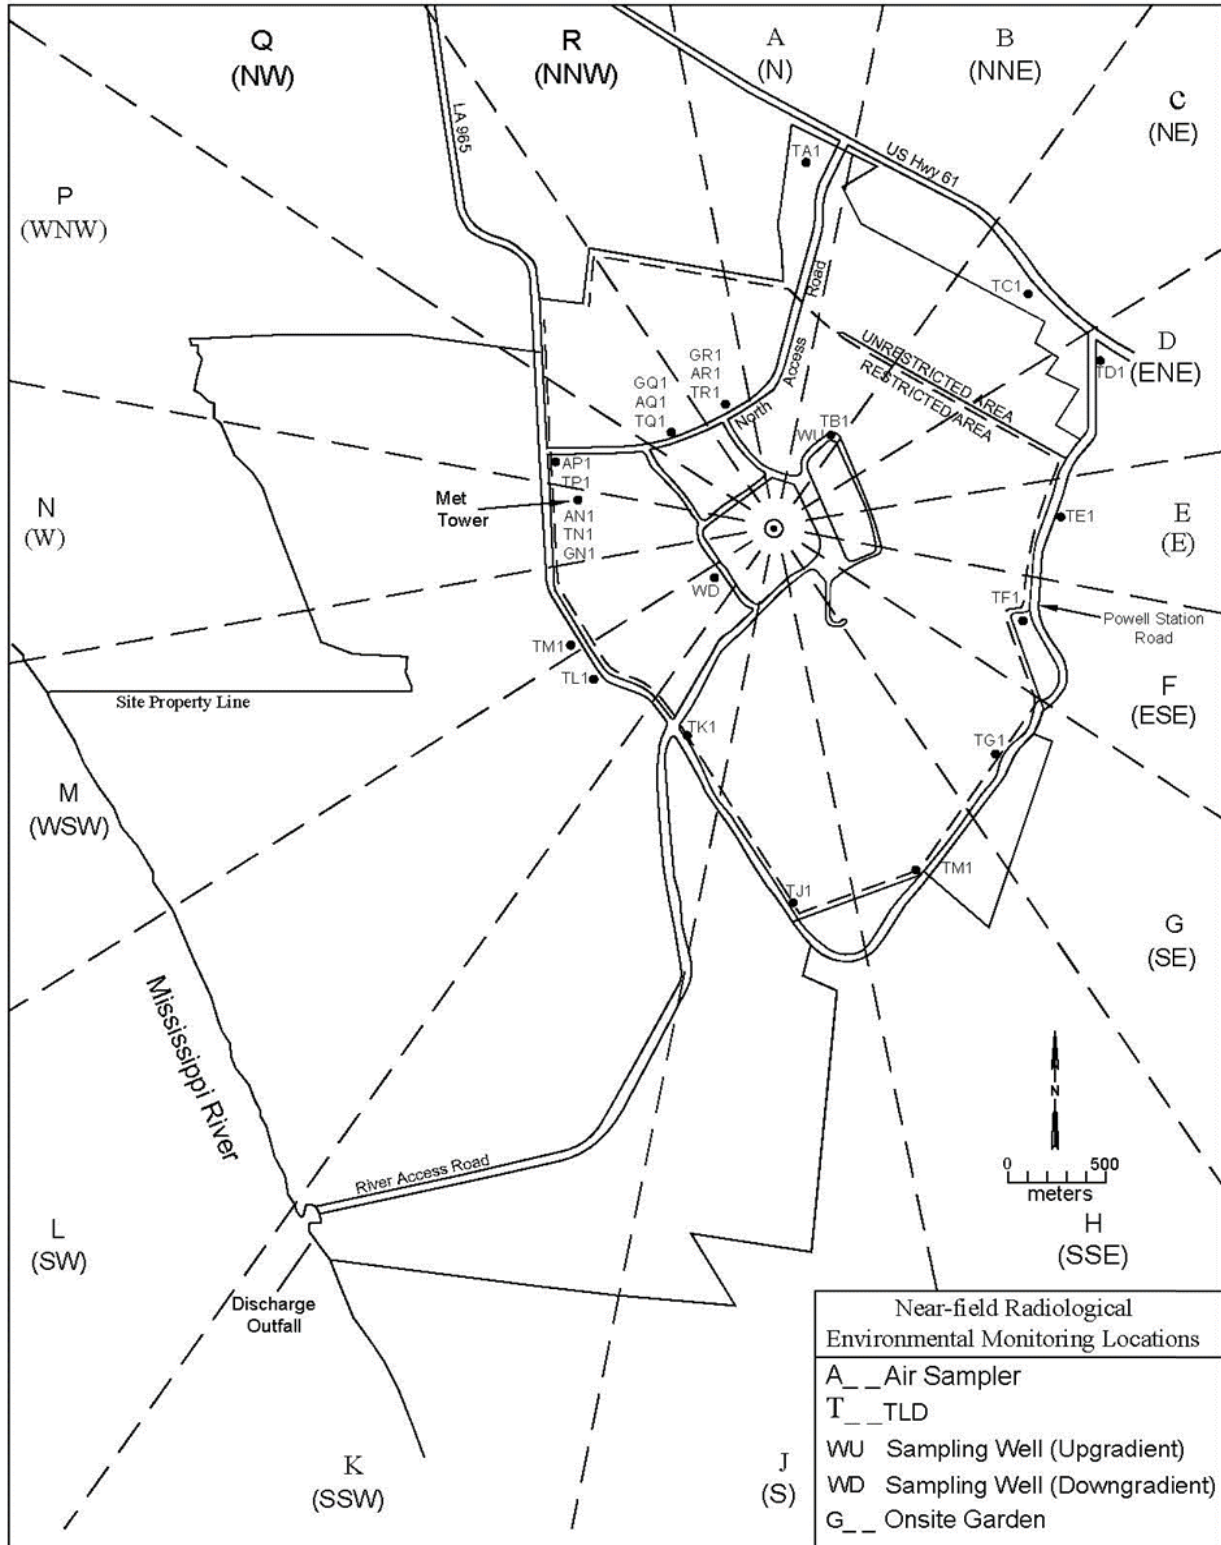 Q
(NW)
R
(NNW)
A
(N)
B
(NNE)
C
(NE)
LA 965
US Hwy 61
TA1
P
(WNW)
North
Access
Road
TC1
D
(ENE)
TD1
UNRESTRICTED AREA
RESTRICTED AREA
GR1
AR1
TR1
GQ1
AQ1
TQ1
TB1
WU
AP1
TP1
Met
Tower
AN1
TN1
GN1
N
(W)
E
(E)
TE1
WD
TF1
Powell Station
Road
TM1
TL1
Site Property Line
F
(ESE)
TK1
TG1
M
(WSW)
TM1
TJ1
G
(SE)
Mississippi River
N
0 500
meters
River Access Road
H
(SSE)
L
(SW)
Discharge
Outfall
K
(SSW)
J
(S)
Near-field Radiological
Environmental Monitoring Locations
A_ _ Air Sampler
T_ _ TLD
WU Sampling Well (Upgradient)
WD Sampling Well (Downgradient)
G_ _ Onsite Garden